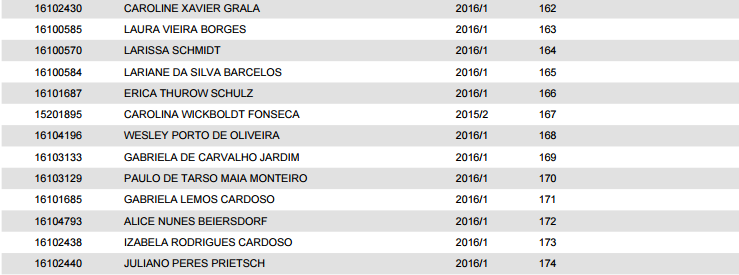 16102430 CAROLINE XAVIER GRALA 2016/1 162
16100585 LAURA VIEIRA BORGES 2016/1 163
16100570 LARISSA SCHMIDT 2016/1 164
16100584 LARIANE DA SILVA BARCELOS 2016/1 165
16101687 ERICA THUROW SCHULZ 2016/1 166
15201895 CAROLINA WICKBOLDT FONSECA 2015/2 167
16104196 WESLEY PORTO DE OLIVEIRA 2016/1 168
16103133 GABRIELA DE CARVALHO JARDIM 2016/1 169
16103129 PAULO DE TARSO MAIA MONTEIRO 2016/1 170
16101685 GABRIELA LEMOS CARDOSO 2016/1 171
16104793 ALICE NUNES BEIERSDORF 2016/1 172
16102438 IZABELA RODRIGUES CARDOSO 2016/1 173
16102440 JULIANO PERES PRIETSCH 2016/1 174